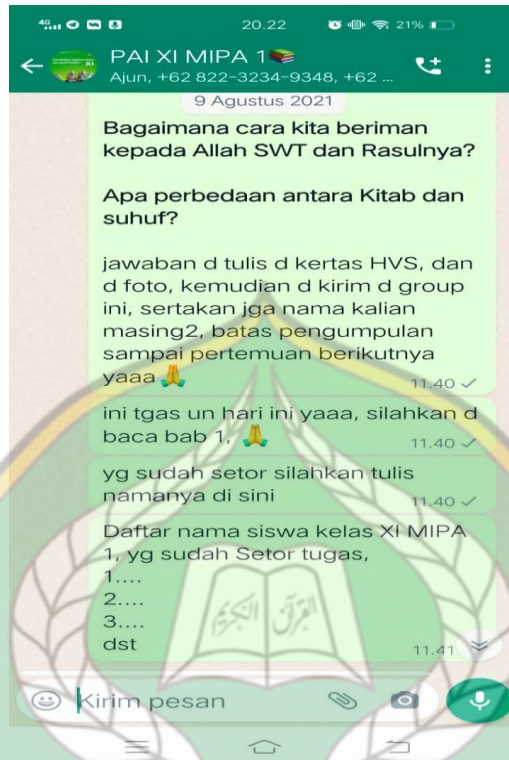 4G
20.22
21%
PAI XI MIPA 1📚
Ajun, +62 822-3234-9348, +62 ...
9 Agustus 2021
Bagaimana cara kita beriman
kepada Allah SWT dan Rasulnya?
Apa perbedaan antara Kitab dan
suhuf?
jawaban d tulis d kertas HVS, dan
d foto, kemudian d kirim d group
ini, sertakan jga nama kalian
masing2, batas pengumpulan
sampai pertemuan berikutnya
yaaa 🙏
11.40
ini tgas un hari ini yaaa, silahkan d
baca bab 1, 🙏
11.40
yg sudah setor silahkan tulis
namanya di sini
11.40
Daftar nama siswa kelas XI MIPA
1, yg sudah Setor tugas,
1....
2....
3....
dst
11.41
القرآن الكريم
Kirim pesan